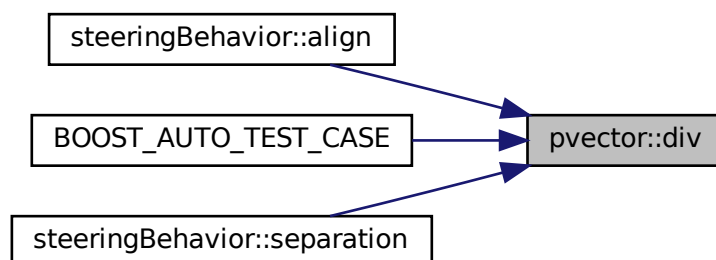 steeringBehavior::align
BOOST_AUTO_TEST_CASE
pvector::div
steeringBehavior::separation